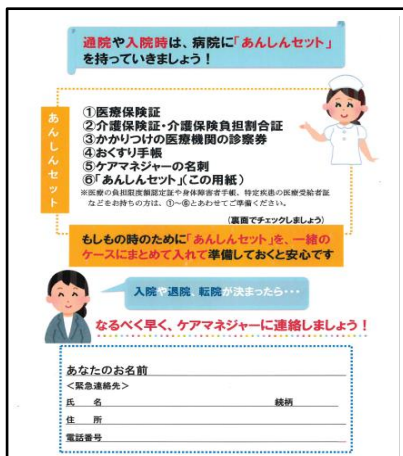 通院や入院時は、病院に「あんしんセット」
を持っていきましょう！
あんしんセット
①医療保険証
②介護保険証・介護保険負担割合証
③かかりつけの医療機関の診察券
④おくすり手帳
⑤ケアマネジャーの名刺
⑥「あんしんセット」（この用紙）
※医療の負担限度額認定証や身体障害者手帳、特定疾患の医療受給者証
などをお持ちの方は、①～⑥とあわせてご準備ください。
（裏面でチェックしましょう）
もしもの時のために「あんしんセット」を、一緒の
ケースにまとめて入れて準備しておくと安心です
入院や退院、転院が決まったら・・・
なるべく早く、ケアマネジャーに連絡しましょう！
あなたのお名前
＜緊急連絡先＞
氏 名 続柄
住 所
電話番号